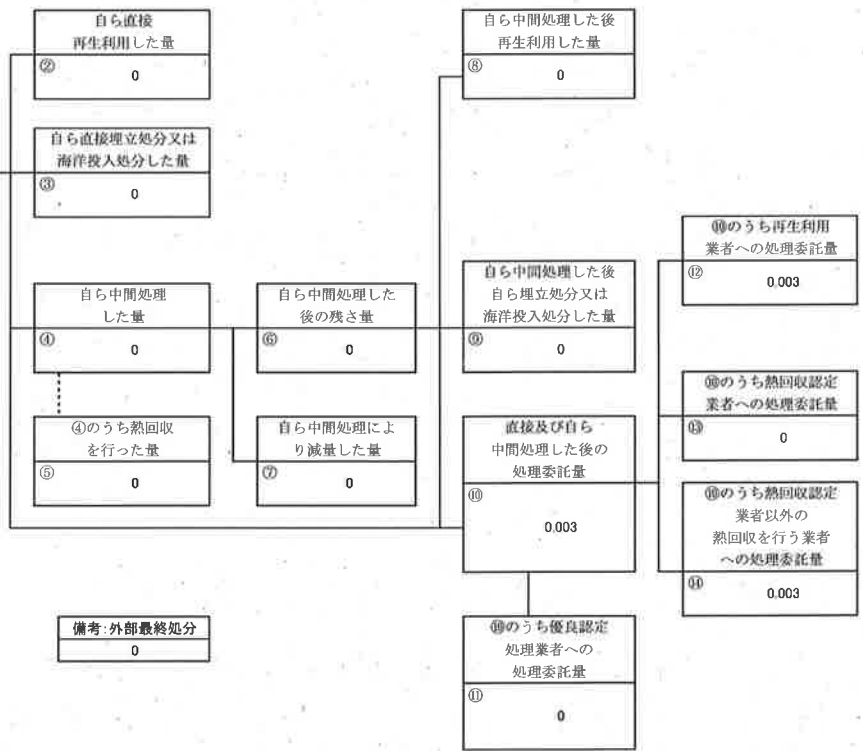 自ら直接
再生利用した量
②
0
自ら中間処理した後
再生利用した量
⑧
0
自ら直接埋立処分又は
海洋投入処分した量
③
0
⑩のうち再生利用
業者への処理委託量
⑫
0.003
自ら中間処理
した量
④
0
自ら中間処理した
後の残さ量
⑥
0
自ら中間処理した後
自ら埋立処分又は
海洋投入処分した量
⑨
0
⑩のうち熱回収認定
業者への処理委託量
⑬
0
④のうち熱回収
を行った量
⑤
0
自ら中間処理によ
り減量した量
⑦
0
直接及び自ら
中間処理した後の
処理委託量
⑩
0.003
⑩のうち熱回収認定
業者以外の
熱回収を行う業者
への処理委託量
⑭
0.003
備考:外部最終処分
0
⑩のうち優良認定
処理業者への
処理委託量
⑪
0